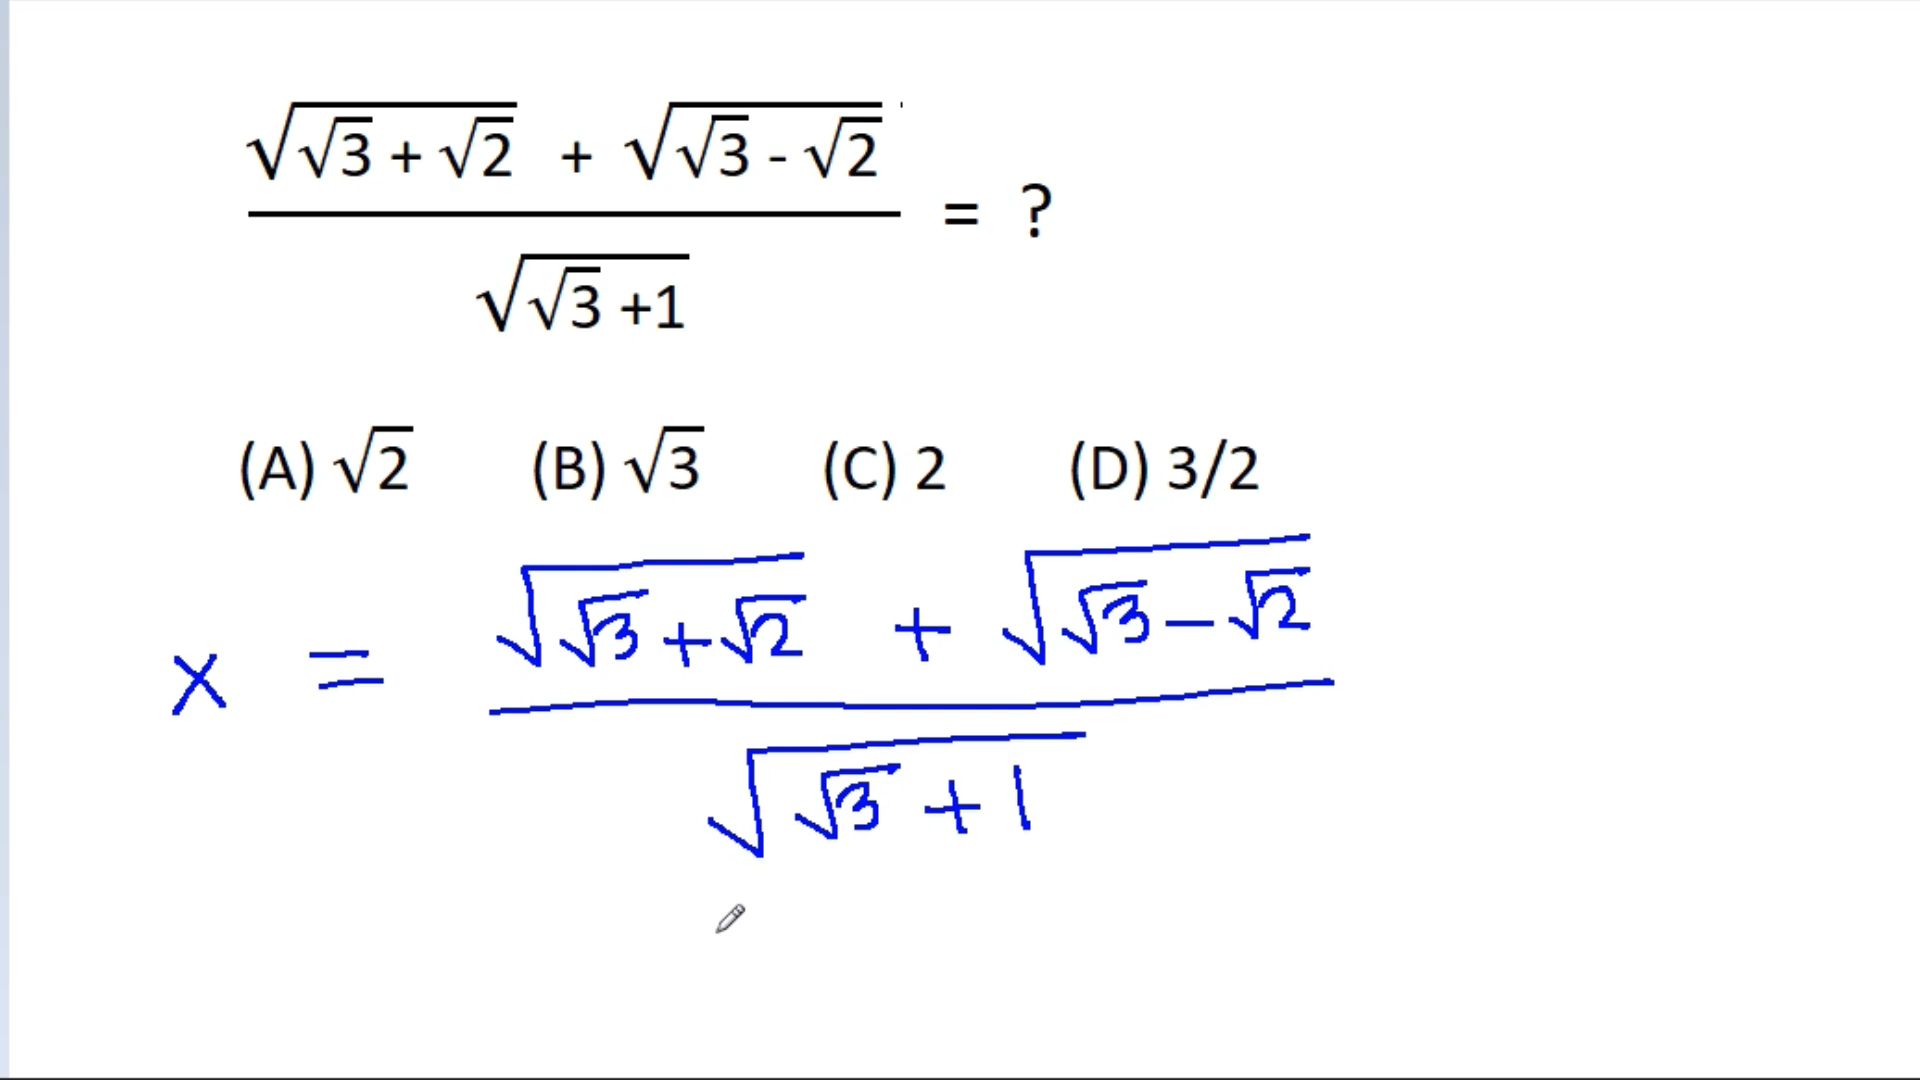 √(√3 + √2) + √(√3 - √2)
= ?
√(√3 +1)
(A) √2 (B) √3 (C) 2 (D) 3/2
√(√3 + √2) + √(√3 − √2)
x =
√(√3 + 1)